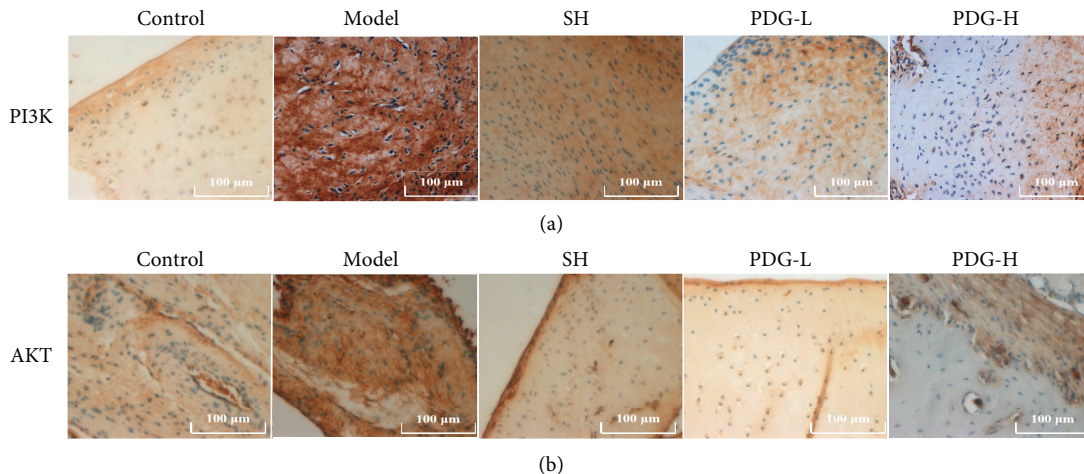 Control Model SH PDG-L PDG-H
PI3K
100 μm 100 μm 100 μm 100 μm 100 μm
(a)
Control Model SH PDG-L PDG-H
AKT
100 μm 100 μm 100 μm 100 μm 100 μm
(b)